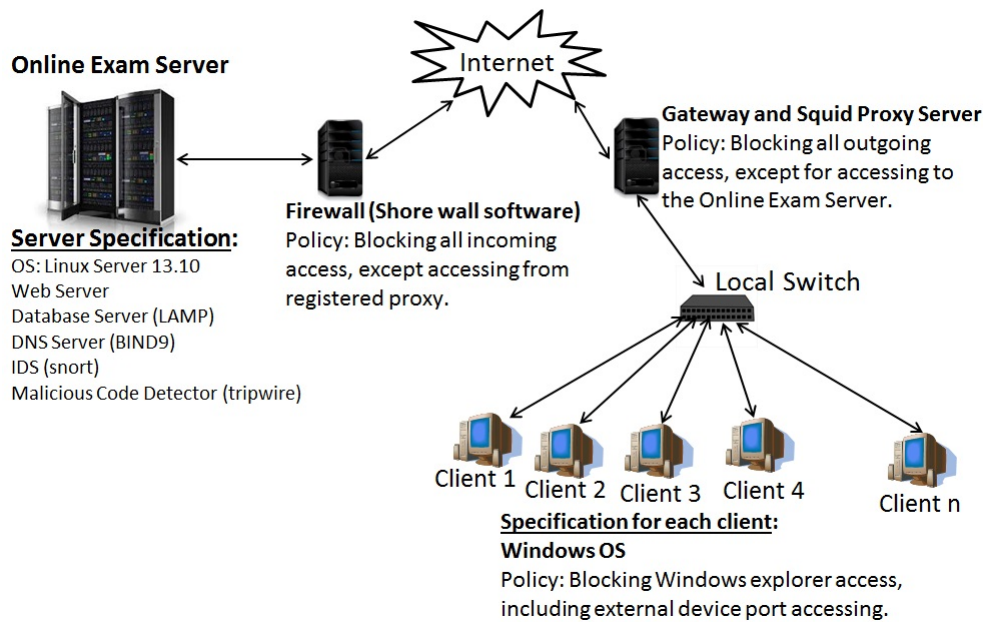 Internet
Online Exam Server
Gateway and Squid Proxy Server
Policy: Blocking all outgoing
access, except for accessing to
the Online Exam Server.
Firewall (Shore wall software)
Policy: Blocking all incoming
access, except accessing from
registered proxy.
Server Specification:
OS: Linux Server 13.10
Web Server
Database Server (LAMP)
DNS Server (BIND9)
IDS (snort)
Malicious Code Detector (tripwire)
Local Switch
Client 1
Client 2
Client 3
Client 4
Client n
Specification for each client:
Windows OS
Policy: Blocking Windows explorer access,
including external device port accessing.